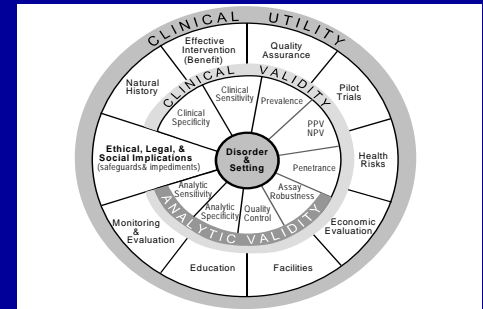 CLINICAL UTILITY
Effective
Intervention
(Benefit)
Quality
Assurance
Natural
History
Pilot
Trials
CLINICAL VALIDITY
Clinical
Specificity
Clinical
Sensitivity
Prevalence
PPV
NPV
Ethical, Legal, &
Social Implications
(safeguards & impediments)
Disorder
&
Setting
Penetrance
Health
Risks
Analytic
Sensitivity
Analytic
Specificity
Quality
Control
Assay
Robustness
ANALYTIC VALIDITY
Monitoring
&
Evaluation
Economic
Evaluation
Education
Facilities